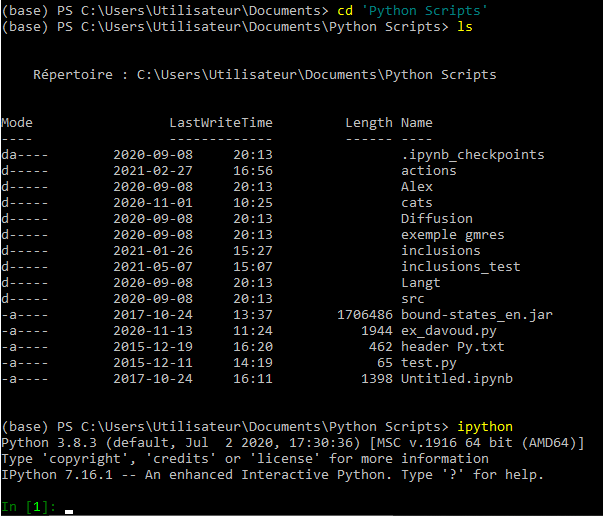 (base) PS C:\Users\Utilisateur\Documents> cd 'Python Scripts'
(base) PS C:\Users\Utilisateur\Documents\Python Scripts> ls
Répertoire : C:\Users\Utilisateur\Documents\Python Scripts
Mode LastWriteTime Length Name
---- ------------- ------ ----
da---- 2020-09-08 20:13 .ipynb_checkpoints
d----- 2021-02-27 16:56 actions
d----- 2020-09-08 20:13 Alex
d----- 2020-11-01 10:25 cats
d----- 2020-09-08 20:13 Diffusion
d----- 2020-09-08 20:13 exemple gmres
d----- 2021-01-26 15:27 inclusions
d----- 2021-05-07 15:07 inclusions_test
d----- 2020-09-08 20:13 Langt
d----- 2020-09-08 20:13 src
-a---- 2017-10-24 13:37 1706486 bound-states_en.jar
-a---- 2020-11-13 11:24 1944 ex_davoud.py
-a---- 2015-12-19 16:20 462 header Py.txt
-a---- 2015-12-11 14:19 65 test.py
-a---- 2017-10-24 16:11 1398 Untitled.ipynb
(base) PS C:\Users\Utilisateur\Documents\Python Scripts> ipython
Python 3.8.3 (default, Jul  2 2020, 17:30:36) [MSC v.1916 64 bit (AMD64)]
Type 'copyright', 'credits' or 'license' for more information
IPython 7.16.1 -- An enhanced Interactive Python. Type '?' for help.
In [1]: